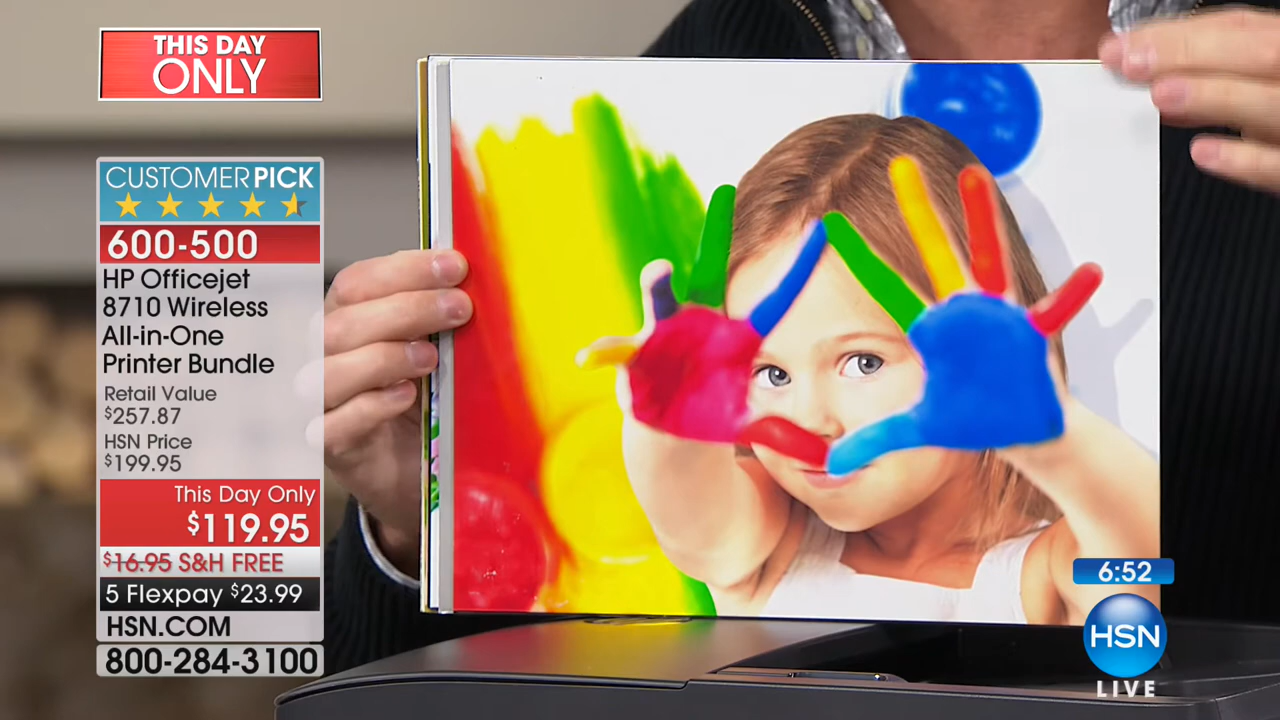 THIS DAY
ONLY
CUSTOMER PICK
600-500
HP Officejet
8710 Wireless
All-in-One
Printer Bundle
Retail Value
$257.87
HSN Price
$199.95
This Day Only
$119.95
$16.95 S&H FREE
5 Flexpay $23.99
HSN.COM
800-284-3100
6:52
HSN
LIVE